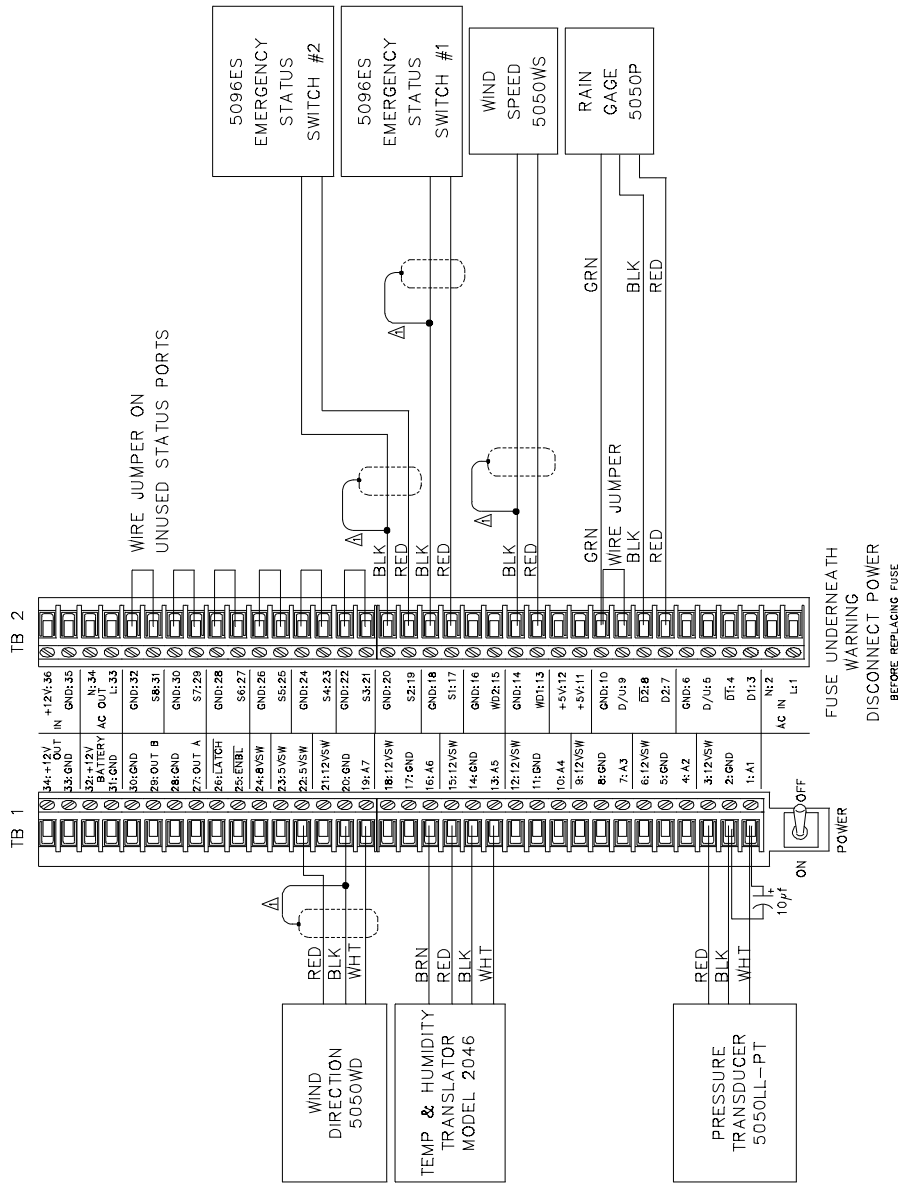 5096ES
EMERGENCY
STATUS
SWITCH #2
5096ES
EMERGENCY
STATUS
SWITCH #1
WIND
SPEED
5050WS
RAIN
GAGE
5050P
GRN
BLK
RED
WIRE JUMPER ON
UNUSED STATUS PORTS
1
1
1
BLK
RED
BLK
RED
BLK
RED
GRN
WIRE JUMPER
BLK
RED
TB 2
+12V:36
IN
GND:35
N:34
AC OUT
L:33
GND:32
S8:31
GND:30
S7:29
GND:28
S6:27
GND:26
S5:25
GND:24
S4:23
GND:22
S3:21
GND:20
S2:19
GND:18
S1:17
GND:16
WD2:15
GND:14
WD1:13
+5V:12
+5V:11
GND:10
D/U:9
D2:8
D2:7
GND:6
D/U:5
D1:4
D1:3
N:2
AC IN
L:1
FUSE UNDERNEATH
WARNING
DISCONNECT POWER
BEFORE REPLACING FUSE
34:+12V
OUT
33:GND
32:+12V
BATTERY
31:GND
30:GND
29:OUT B
28:GND
27:OUT A
26:LATCH
25:ENBL
24:8VSW
23:5VSW
22:5VSW
21:12VSW
20:GND
19:A7
18:12VSW
17:GND
16:A6
15:12VSW
14:GND
13:A5
12:12VSW
11:GND
10:A4
9:12VSW
8:GND
7:A3
6:12VSW
5:GND
4:A2
3:12VSW
2:GND
1:A1
TB 1
OFF
ON
POWER
1
RED
BLK
WHT
BRN
RED
BLK
WHT
RED
BLK
WHT
+
10µf
WIND
DIRECTION
5050WD
TEMP & HUMIDITY
TRANSLATOR
MODEL 2046
PRESSURE
TRANSDUCER
5050LL-PT